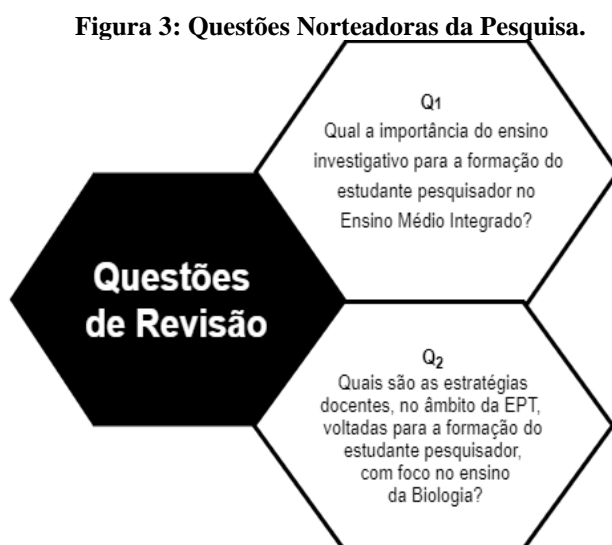 Figura 3: Questões Norteadoras da Pesquisa.
Q1
Qual a importância do ensino
investigativo para a formação do
estudante pesquisador no
Ensino Médio Integrado?
Questões
de Revisão
Q2
Quais são as estratégias
docentes, no âmbito da EPT,
voltadas para a formação do
estudante pesquisador,
com foco no ensino
da Biologia?